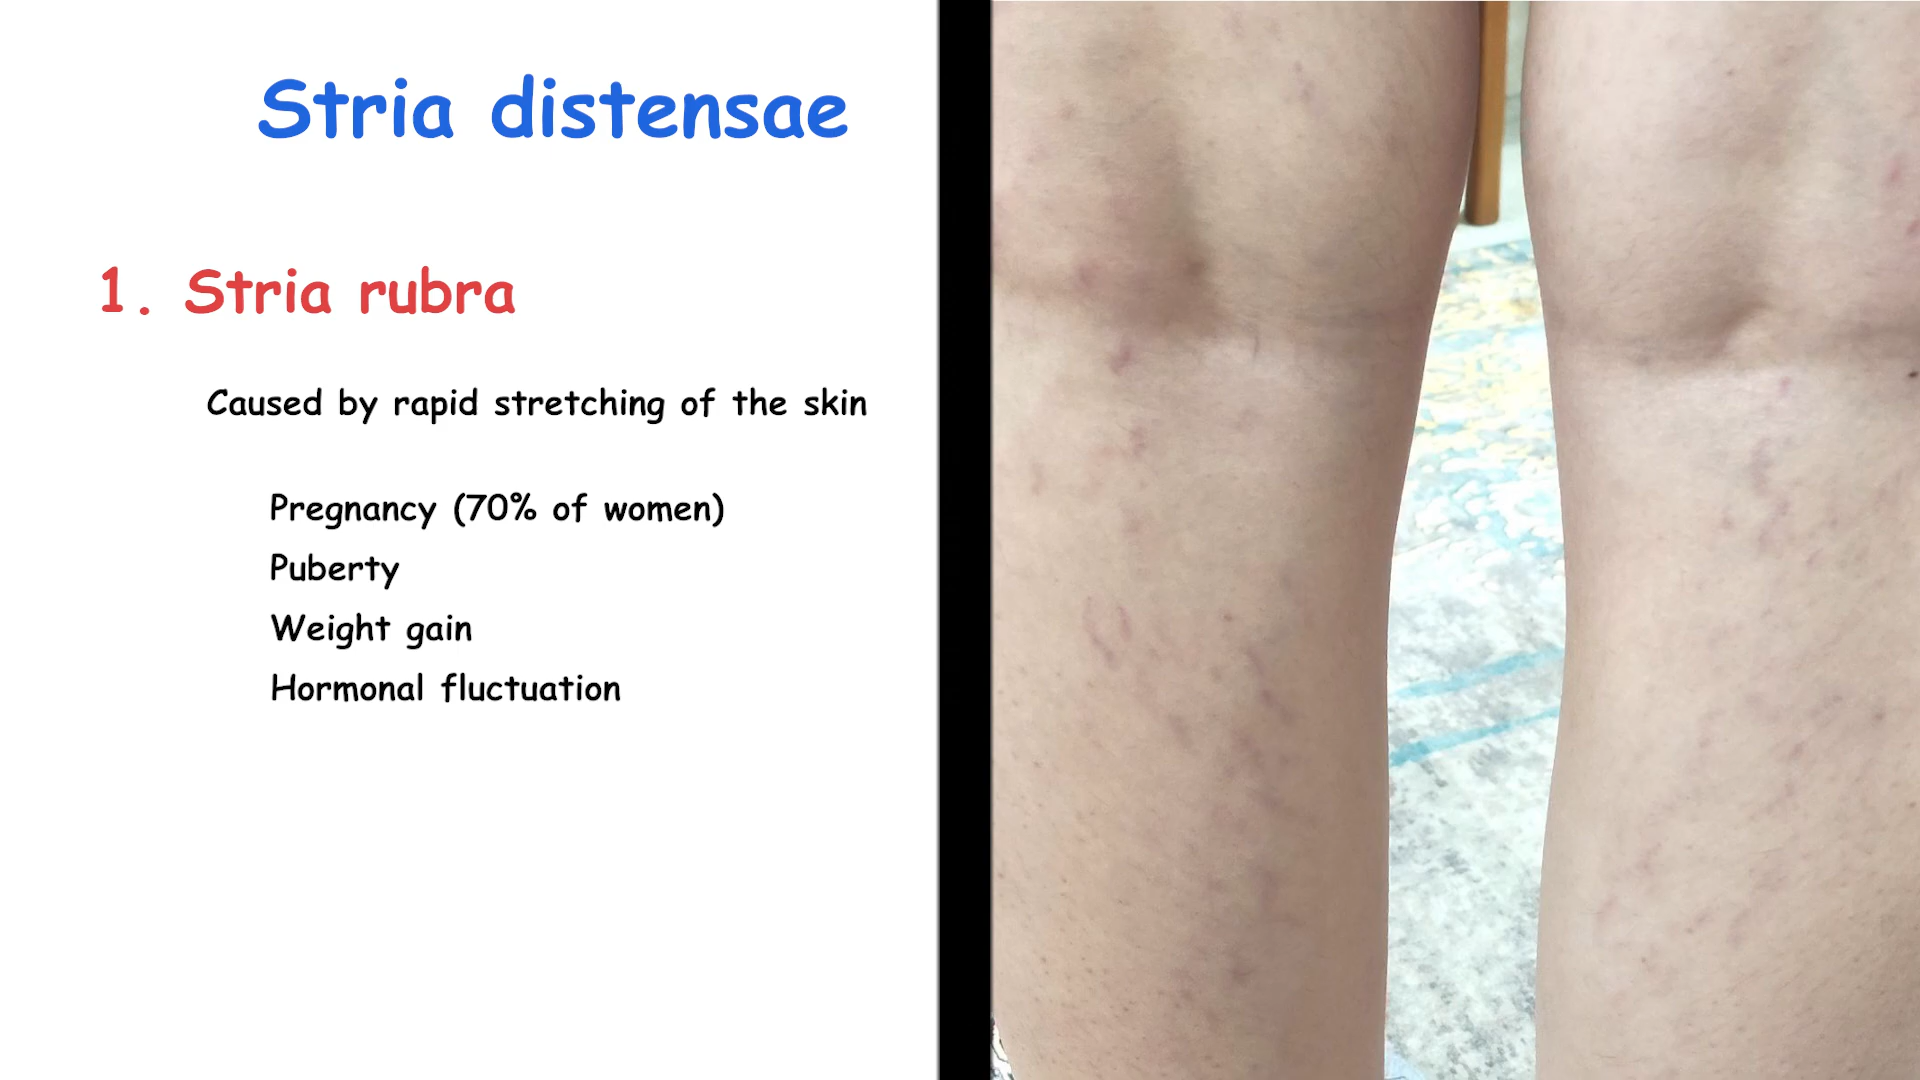 Stria distensae
1. Stria rubra
Caused by rapid stretching of the skin
Pregnancy (70% of women)
Puberty
Weight gain
Hormonal fluctuation